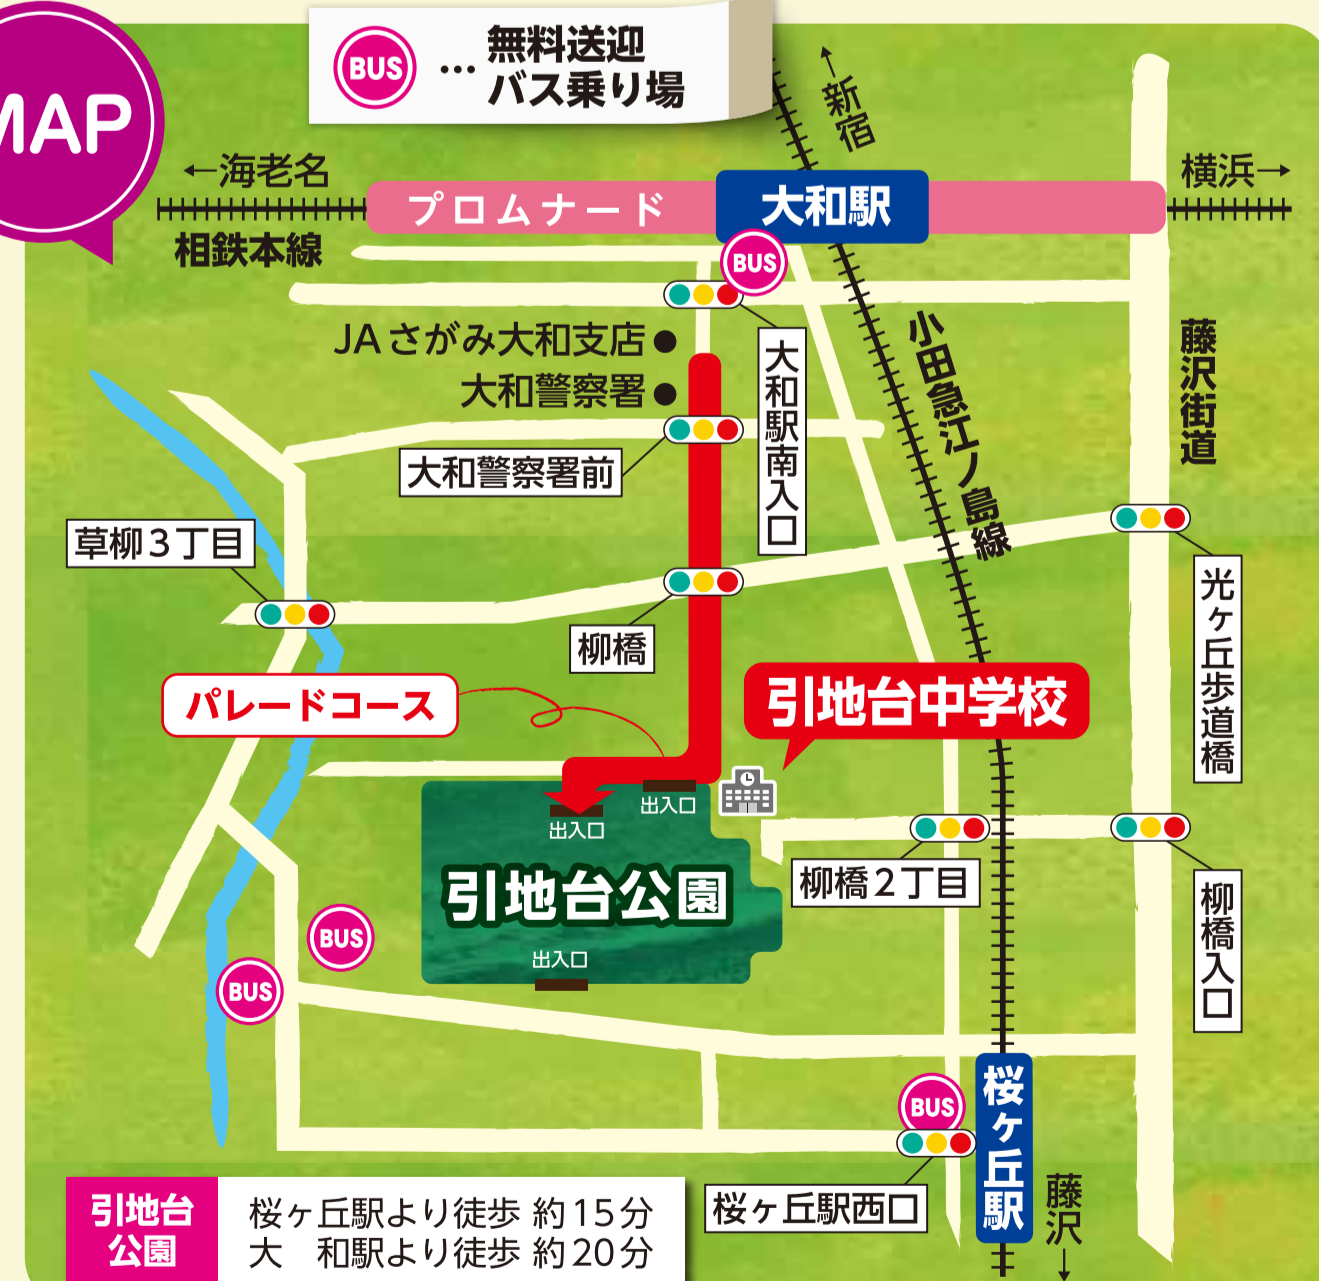 MAP
BUS … 無料送迎
バス乗り場
↑新宿
←海老名
プロムナード
大和駅
横浜→
相鉄本線
BUS
JAさがみ大和支店●
大和警察署●
大和駅南入口
小田急江ノ島線
藤沢街道
大和警察署前
草柳3丁目
柳橋
光ヶ丘歩道橋
パレードコース
引地台中学校
出入口
出入口
引地台公園
柳橋2丁目
柳橋入口
BUS
出入口
BUS
BUS
桜ヶ丘駅
桜ヶ丘駅西口
藤沢↓
引地台
公園
桜ヶ丘駅より徒歩 約15分
大　和駅より徒歩 約20分